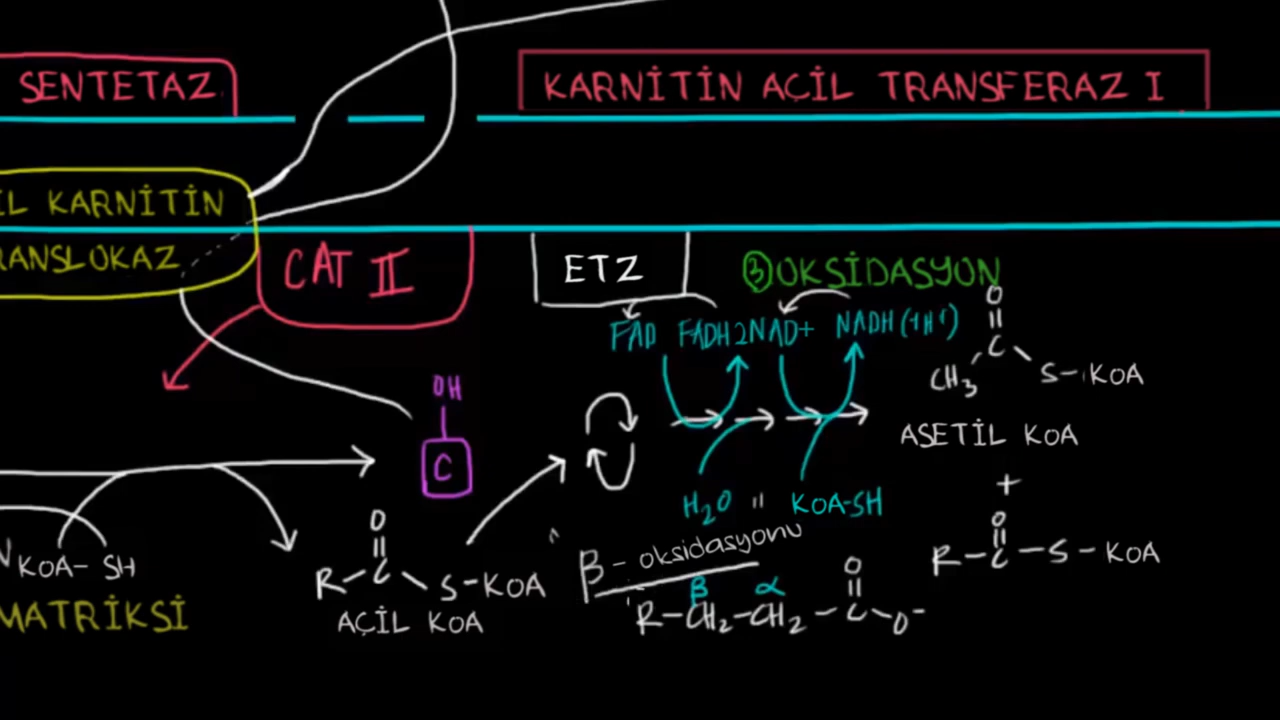 SENTETAZ
KARNİTİN AÇİL TRANSFERAZ I
İL KARNİTİN
RANSLOKAZ
CAT II
ETZ
3 OKSİDASYON
FAD FADH2 NAD+ NADH (+H+)
O
C
CH3 S-KOA
ASETİL KOA
+
O
R-C-S-KOA
OH
C
H2O " KOA-SH
β-oksidasyonu
β α O
R-CH2-CH2-C-O-
O
R-C-S-KOA
AÇİL KOA
KOA-SH
MATRİKSİ